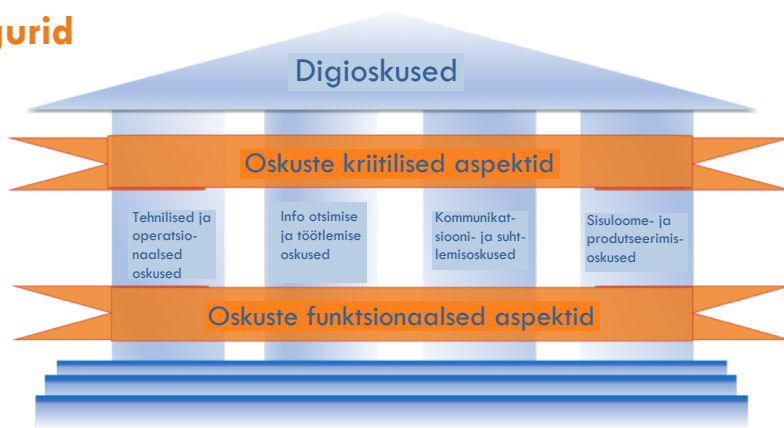 gurid
Digioskused
Oskuste kriitilised aspektid
Tehnilised ja
operatsio-
naalsed
oskused
Info otsimise
ja töötlemise
oskused
Kommunikat-
siooni- ja suht-
lemisoskused
Sisuloome- ja
produtseerimis-
oskused
Oskuste funktsionaalsed aspektid